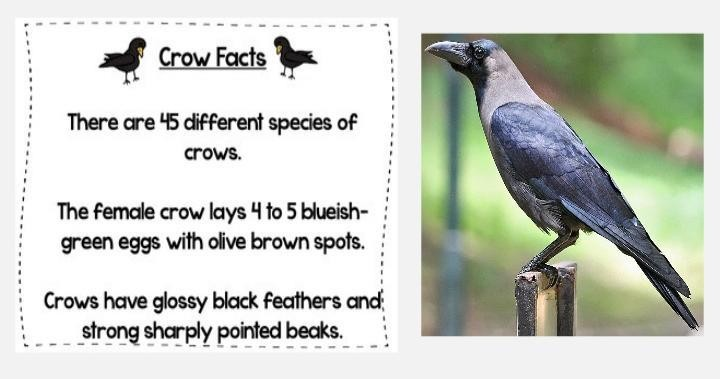 Crow Facts
There are 45 different species of
crows.
The female crow lays 4 to 5 blueish-
green eggs with olive brown spots.
Crows have glossy black feathers and
strong sharply pointed beaks.